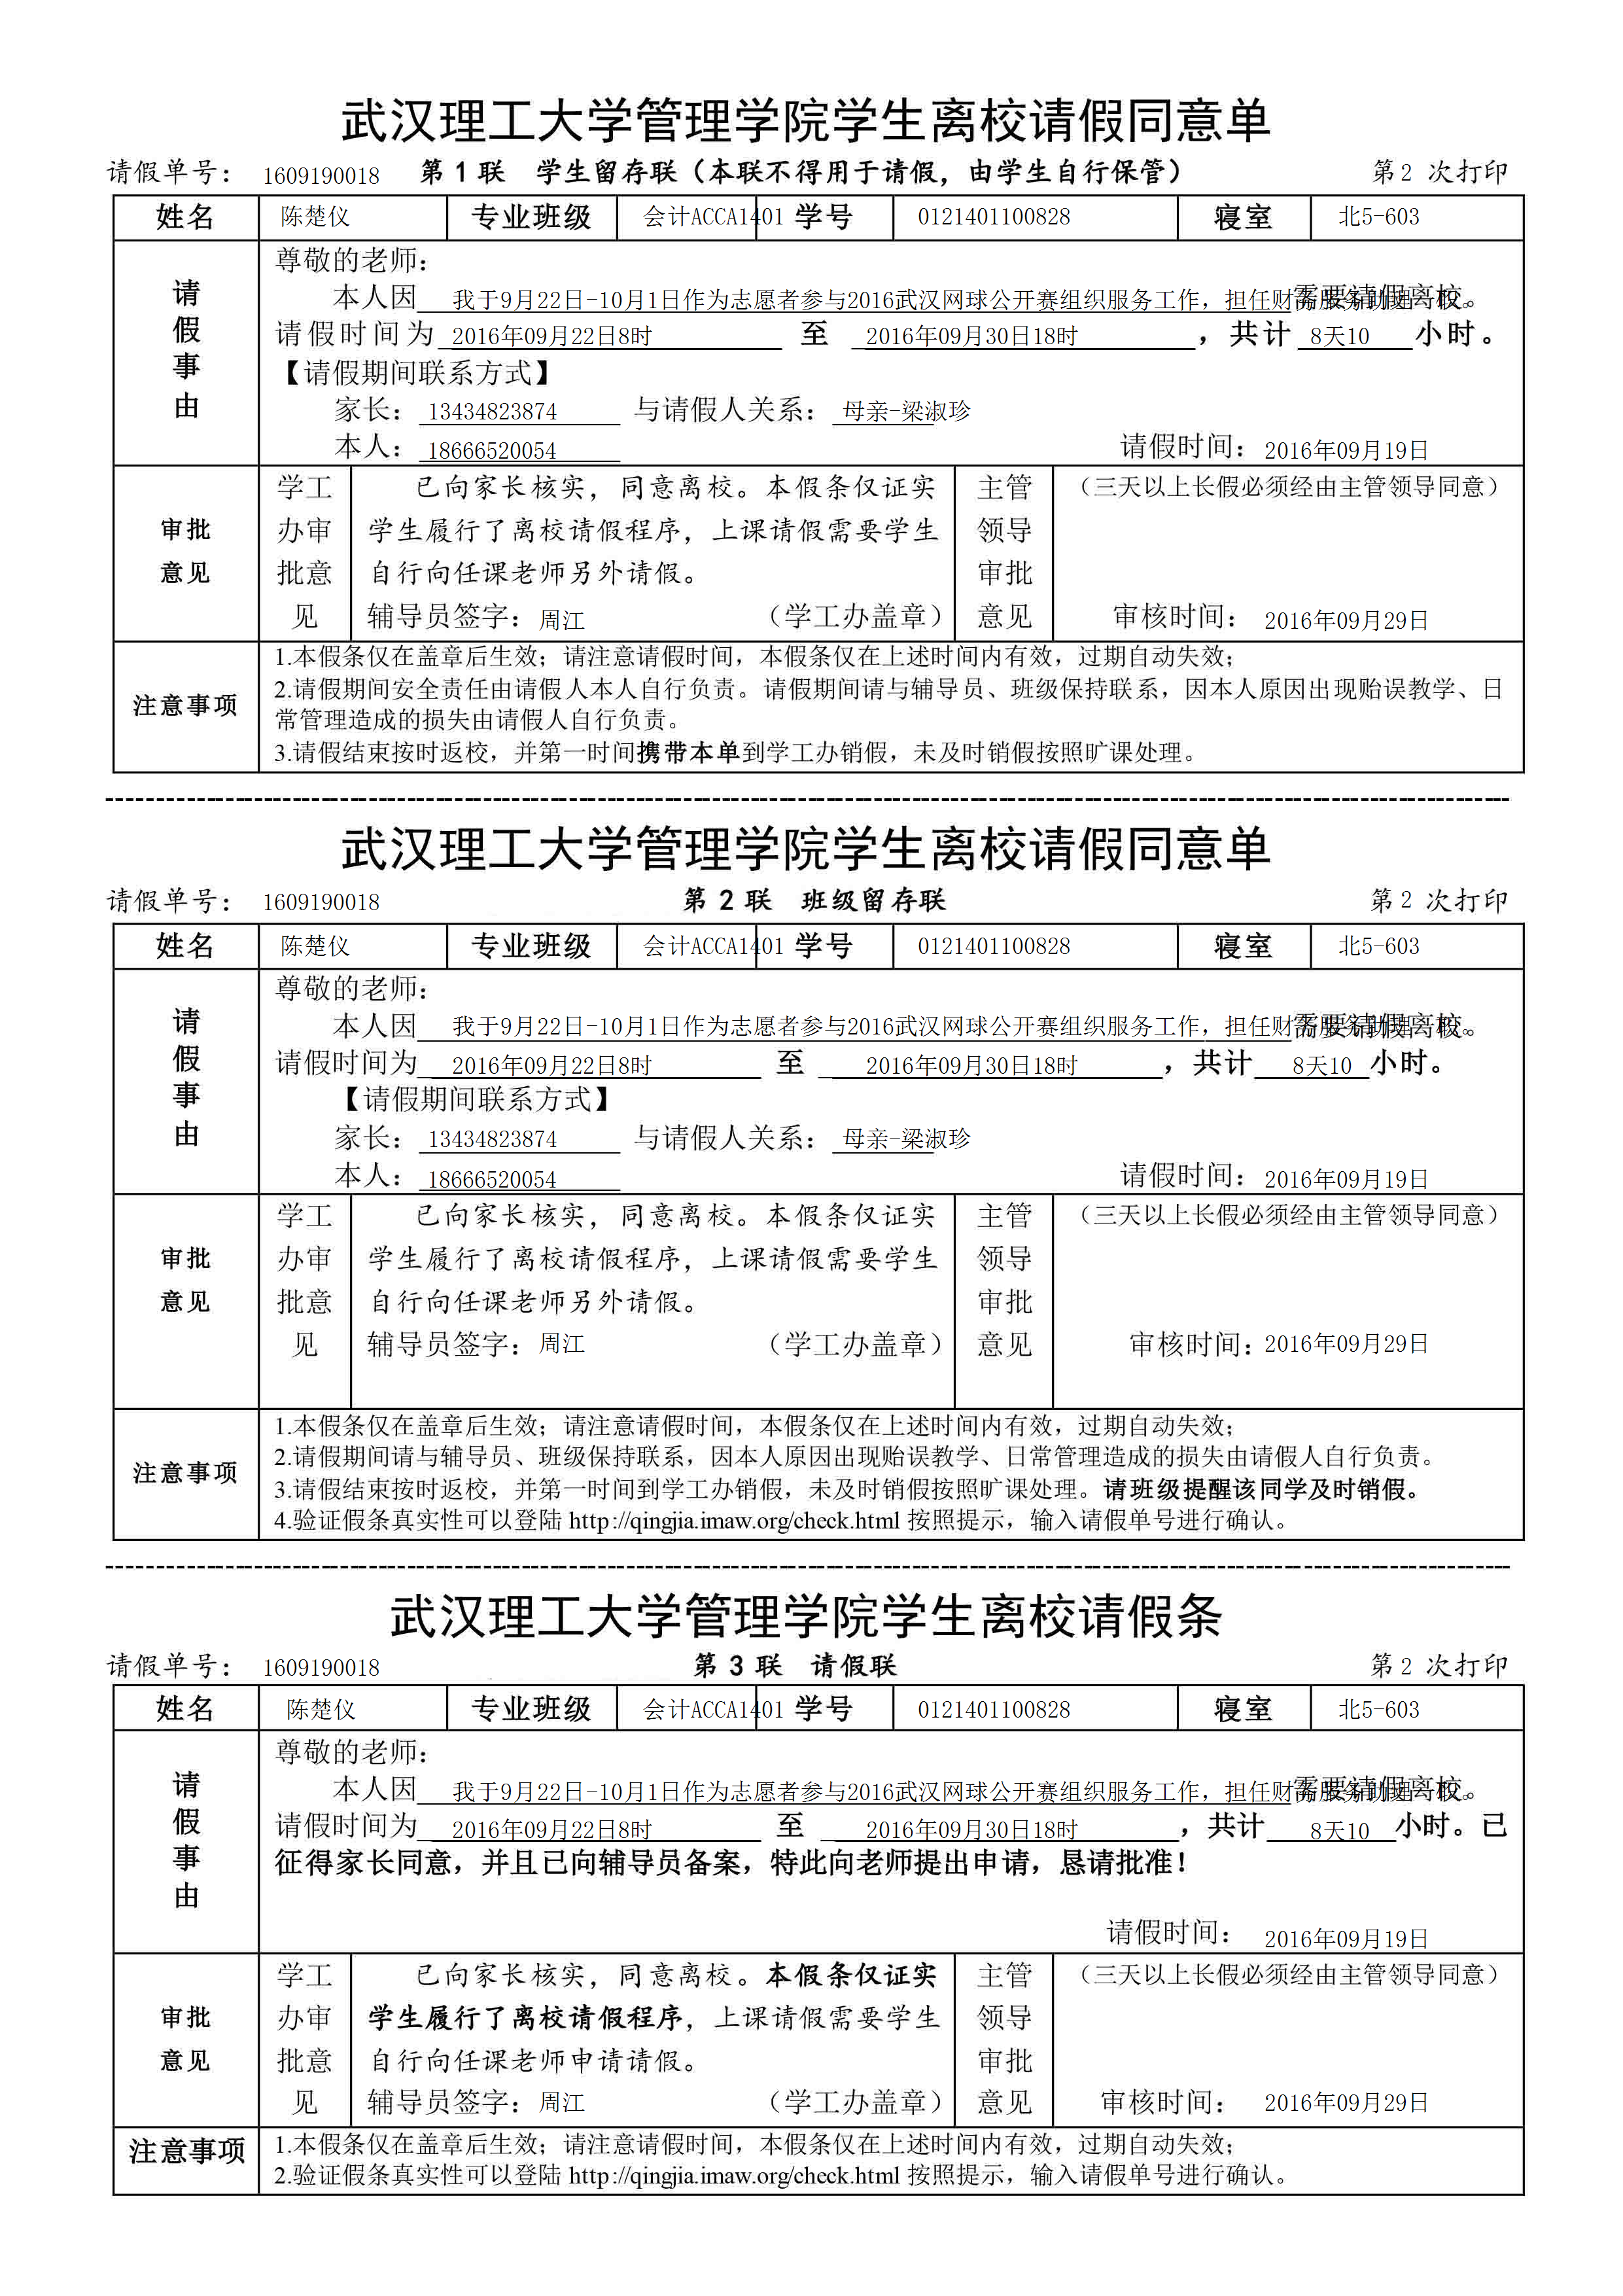 武汉理工大学管理学院学生离校请假同意单
请假单号： 1609190018 第 1 联 学生留存联（本联不得用于请假，由学生自行保管） 第 2 次打印
姓名 陈楚仪 专业班级 会计ACCA1401 学号 0121401100828 寝室 北5-603
请假事由
尊敬的老师：
本人因 我于9月22日-10月1日作为志愿者参与2016武汉网球公开赛组织服务工作，担任财 需要请假离校。
请假时间为 2016年09月22日8时 至 2016年09月30日18时 ，共计 8天10 小时。
【请假期间联系方式】
家长： 13434823874 与请假人关系： 母亲-梁淑珍
本人： 18666520054 请假时间： 2016年09月19日
审批意见
学工办审批意见
已向家长核实，同意离校。本假条仅证实
学生履行了离校请假程序，上课请假需要学生
自行向任课老师另外请假。
辅导员签字： 周江 （学工办盖章）
主管领导审批意见
（三天以上长假必须经由主管领导同意）
审核时间： 2016年09月29日
注意事项
1.本假条仅在盖章后生效；请注意请假时间，本假条仅在上述时间内有效，过期自动失效；
2.请假期间安全责任由请假人本人自行负责。请假期间请与辅导员、班级保持联系，因本人原因出现贻误教学、日
常管理造成的损失由请假人自行负责。
3.请假结束按时返校，并第一时间携带本单到学工办销假，未及时销假按照旷课处理。
武汉理工大学管理学院学生离校请假同意单
请假单号： 1609190018 第 2 联 班级留存联 第 2 次打印
姓名 陈楚仪 专业班级 会计ACCA1401 学号 0121401100828 寝室 北5-603
请假事由
尊敬的老师：
本人因 我于9月22日-10月1日作为志愿者参与2016武汉网球公开赛组织服务工作，担任财 需要请假离校。
请假时间为 2016年09月22日8时 至 2016年09月30日18时 ，共计 8天10 小时。
【请假期间联系方式】
家长： 13434823874 与请假人关系： 母亲-梁淑珍
本人： 18666520054 请假时间： 2016年09月19日
审批意见
学工办审批意见
已向家长核实，同意离校。本假条仅证实
学生履行了离校请假程序，上课请假需要学生
自行向任课老师另外请假。
辅导员签字： 周江 （学工办盖章）
主管领导审批意见
（三天以上长假必须经由主管领导同意）
审核时间： 2016年09月29日
注意事项
1.本假条仅在盖章后生效；请注意请假时间，本假条仅在上述时间内有效，过期自动失效；
2.请假期间请与辅导员、班级保持联系，因本人原因出现贻误教学、日常管理造成的损失由请假人自行负责。
3.请假结束按时返校，并第一时间到学工办销假，未及时销假按照旷课处理。请班级提醒该同学及时销假。
4.验证假条真实性可以登陆 http://qingjia.imaw.org/check.html 按照提示，输入请假单号进行确认。
武汉理工大学管理学院学生离校请假条
请假单号： 1609190018 第 3 联 请假联 第 2 次打印
姓名 陈楚仪 专业班级 会计ACCA1401 学号 0121401100828 寝室 北5-603
请假事由
尊敬的老师：
本人因 我于9月22日-10月1日作为志愿者参与2016武汉网球公开赛组织服务工作，担任财 需要请假离校。
请假时间为 2016年09月22日8时 至 2016年09月30日18时 ，共计 8天10 小时。已
征得家长同意，并且已向辅导员备案，特此向老师提出申请，恳请批准！
请假时间： 2016年09月19日
审批意见
学工办审批意见
已向家长核实，同意离校。本假条仅证实
学生履行了离校请假程序，上课请假需要学生
自行向任课老师申请请假。
辅导员签字： 周江 （学工办盖章）
主管领导审批意见
（三天以上长假必须经由主管领导同意）
审核时间： 2016年09月29日
注意事项
1.本假条仅在盖章后生效；请注意请假时间，本假条仅在上述时间内有效，过期自动失效；
2.验证假条真实性可以登陆 http://qingjia.imaw.org/check.html 按照提示，输入请假单号进行确认。